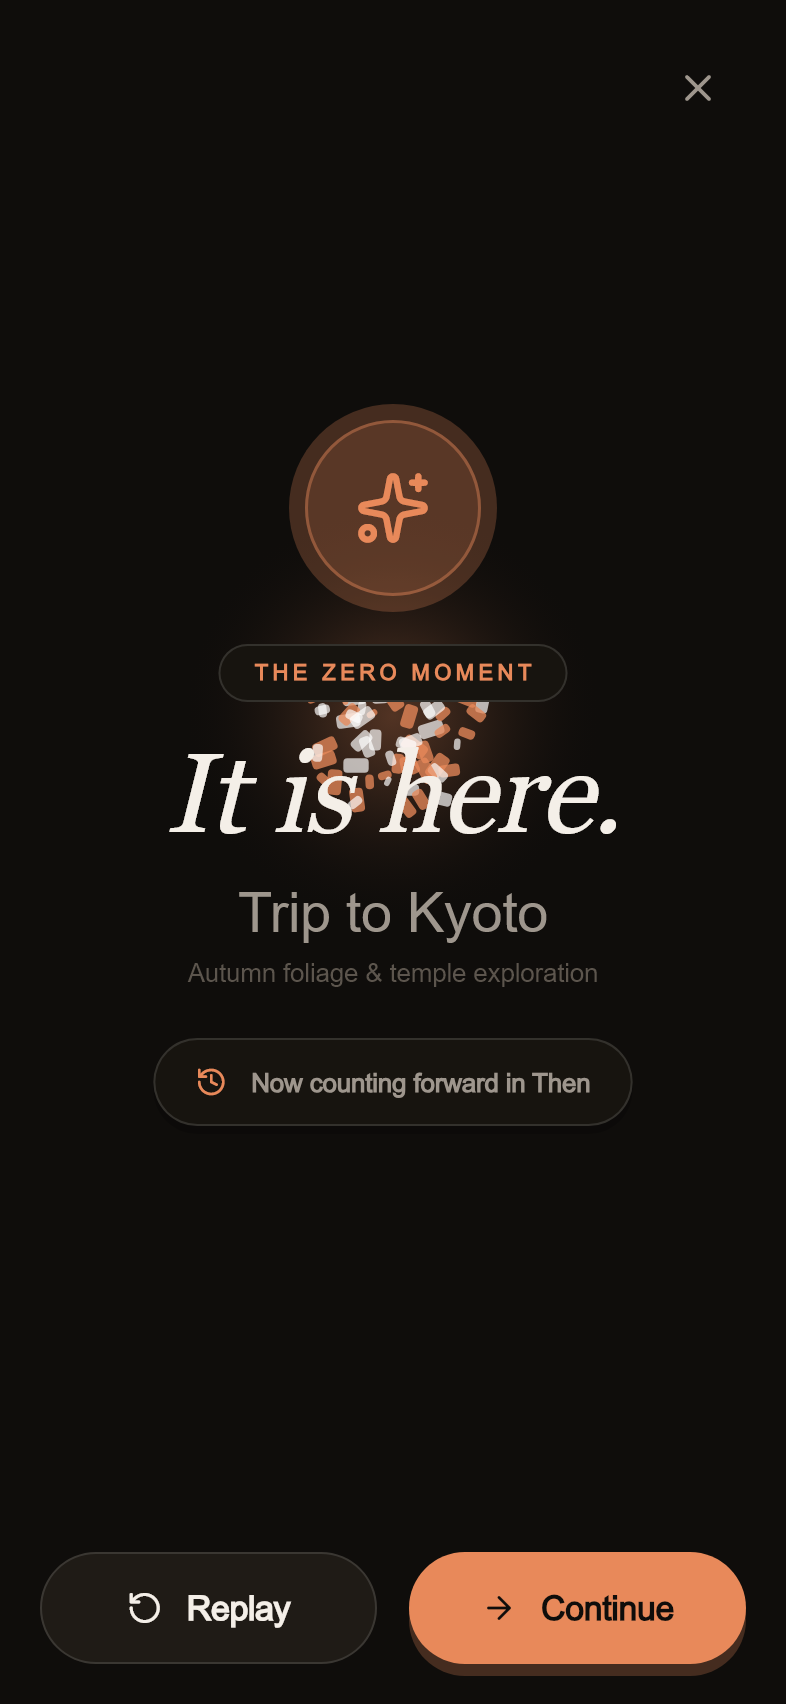 THE ZERO MOMENT
It is here.
Trip to Kyoto
Autumn foliage & temple exploration
Now counting forward in Then
Replay
Continue